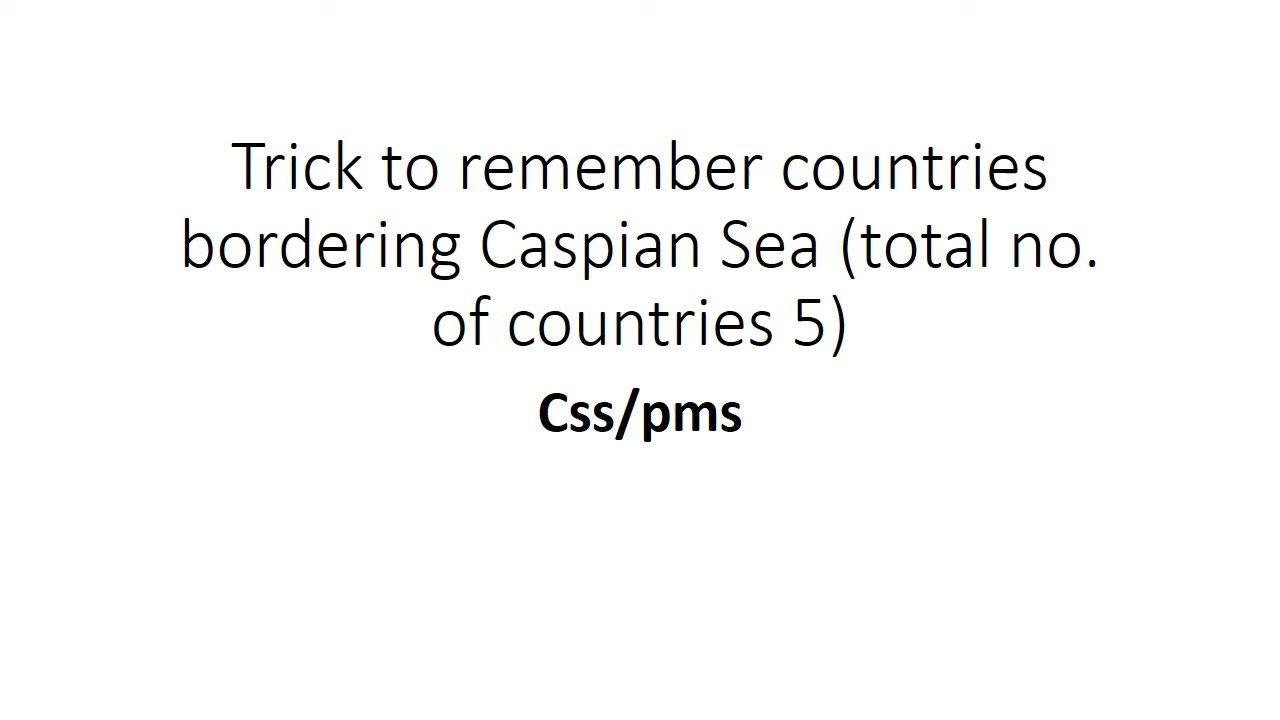 Trick to remember countries
bordering Caspian Sea (total no.
of countries 5)
Css/pms